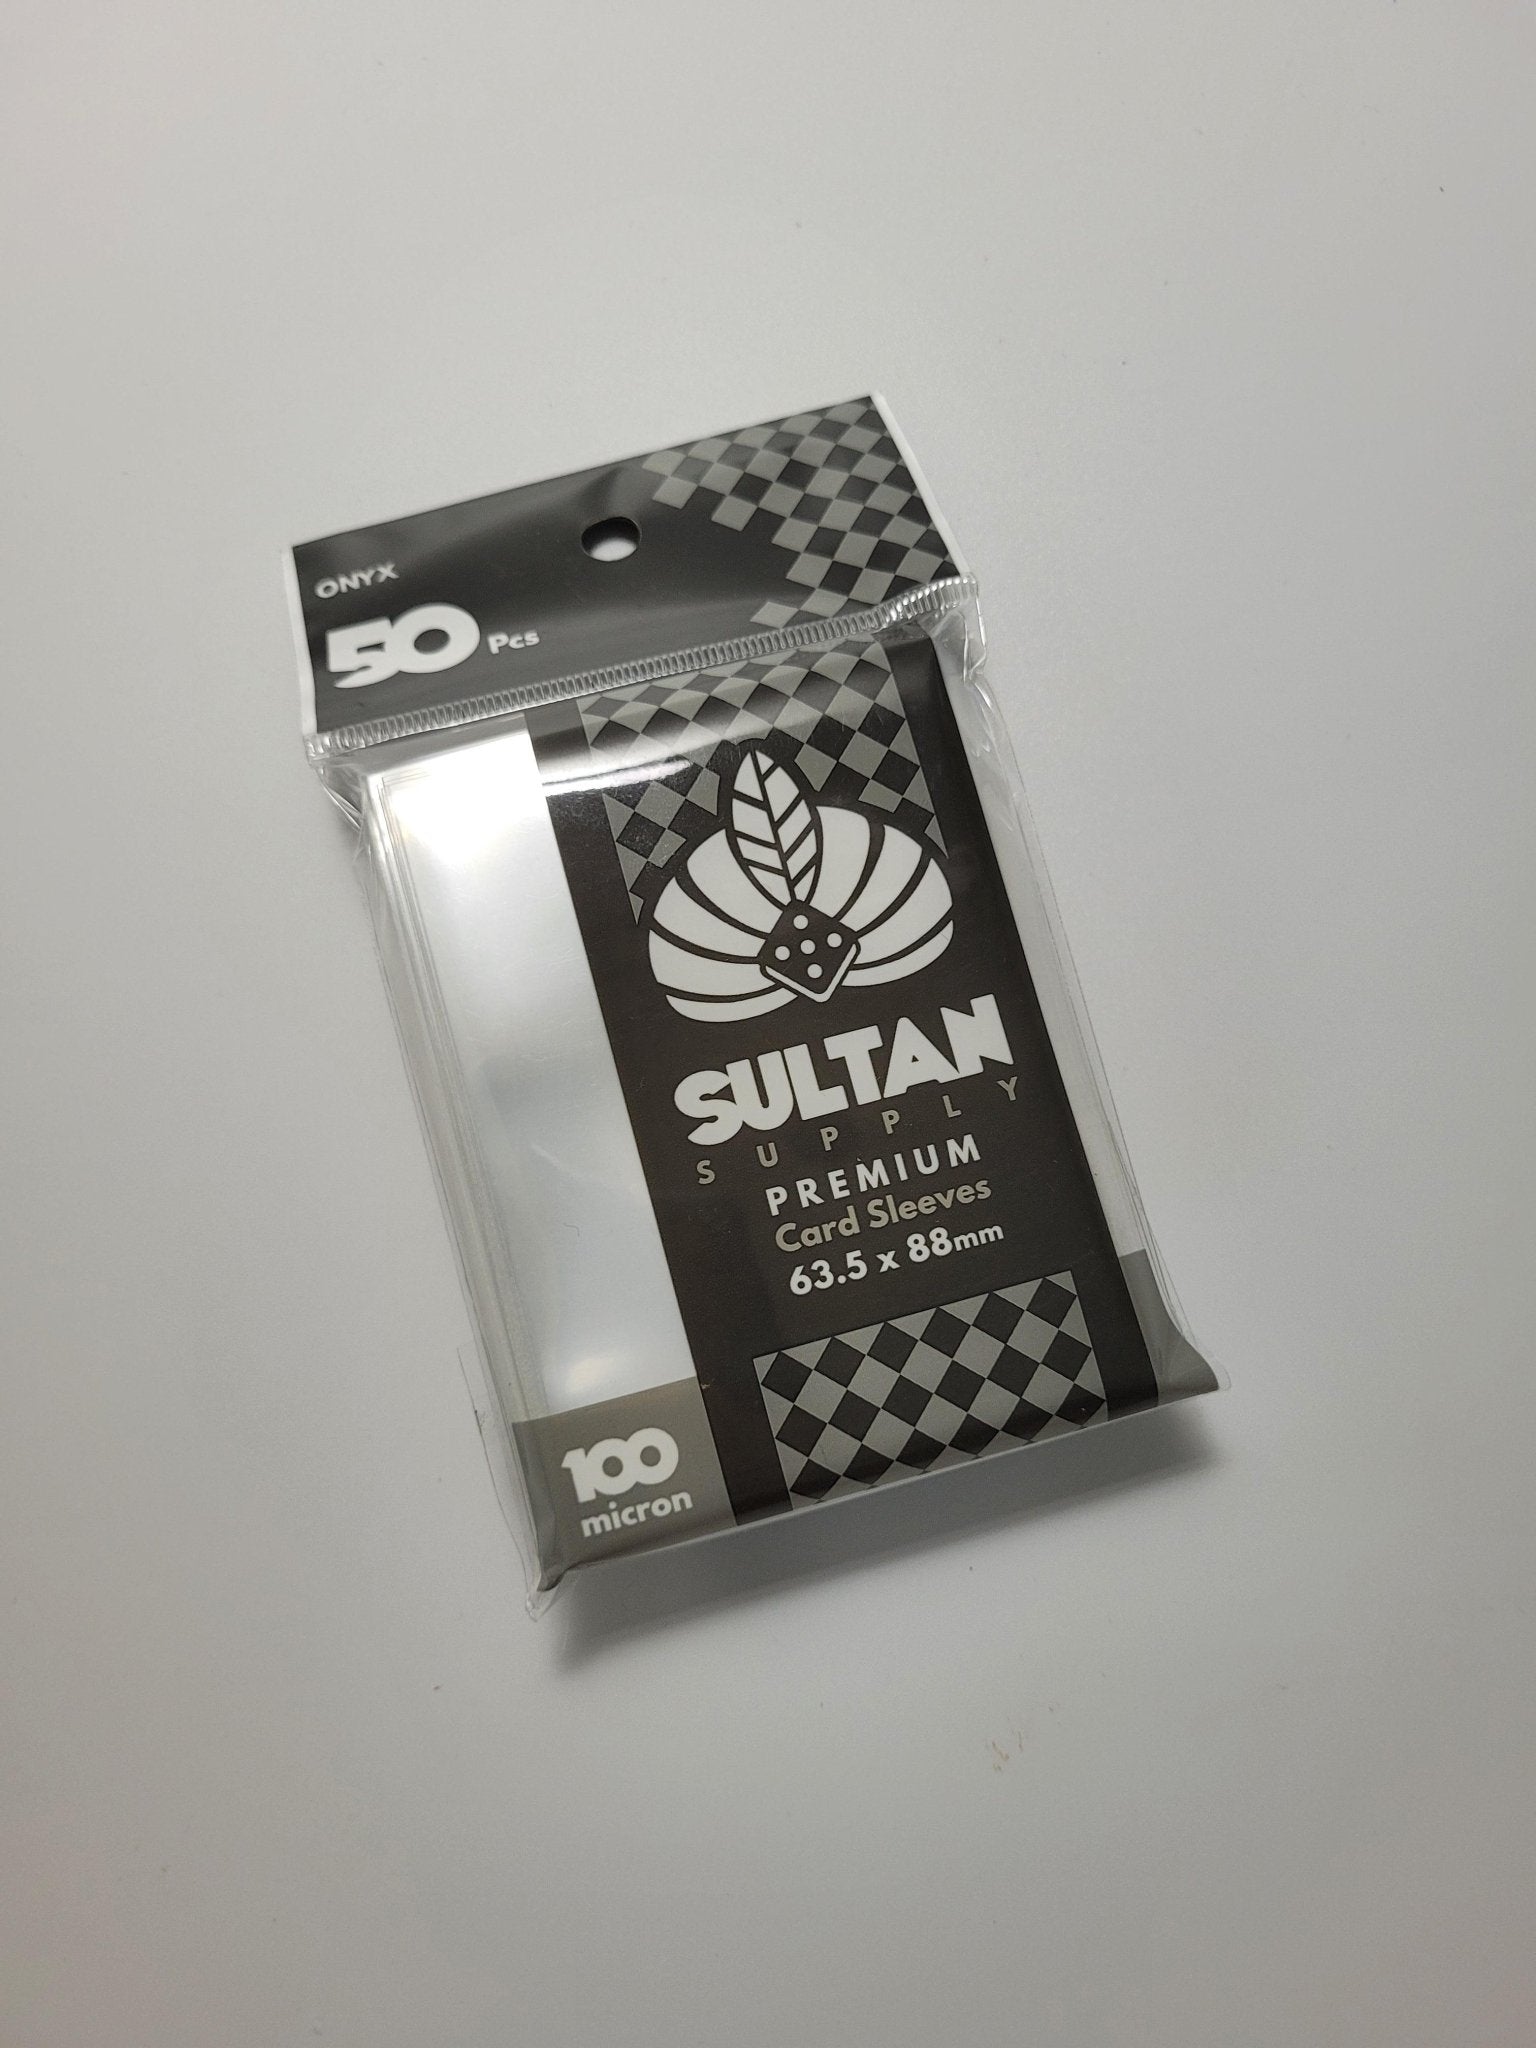 ONYX
50 Pcs
SULTAN
SUPPLY
PREMIUM
Card Sleeves
63.5 x 88mm
100
micron